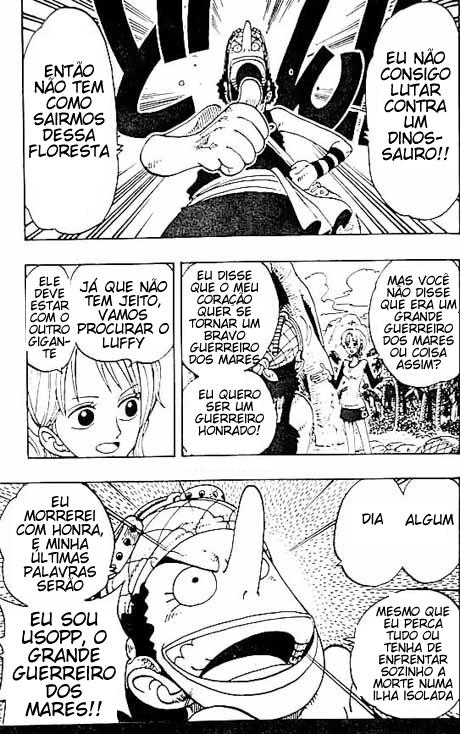 EU NÃO
CONSIGO
LUTAR
CONTRA
UM
DINOS-
SAURO!!
ENTÃO
NÃO TEM
COMO
SAIRMOS
DESSA
FLORESTA
MAS VOCÊ
NÃO DISSE
QUE ERA UM
GRANDE
GUERREIRO
DOS MARES
OU COISA
ASSIM?
EU DISSE
QUE O MEU
CORAÇÃO
QUER SE
TORNAR UM
BRAVO
GUERREIRO
DOS MARES
EU QUERO
SER UM
GUERREIRO
HONRADO!
JÁ QUE NÃO
TEM JEITO,
VAMOS
PROCURAR O
LUFFY
ELE
DEVE
ESTAR
COM O
OUTRO
GIGAN-
TE
DIA ALGUM
MESMO QUE
EU PERCA
TUDO OU
TENHA DE
ENFRENTAR
SOZINHO A
MORTE NUMA
ILHA ISOLADA
EU
MORREREI
COM HONRA,
E MINHA
ÚLTIMAS
PALAVRAS
SERÃO
EU SOU
USOPP, O
GRANDE
GUERREIRO
DOS
MARES!!